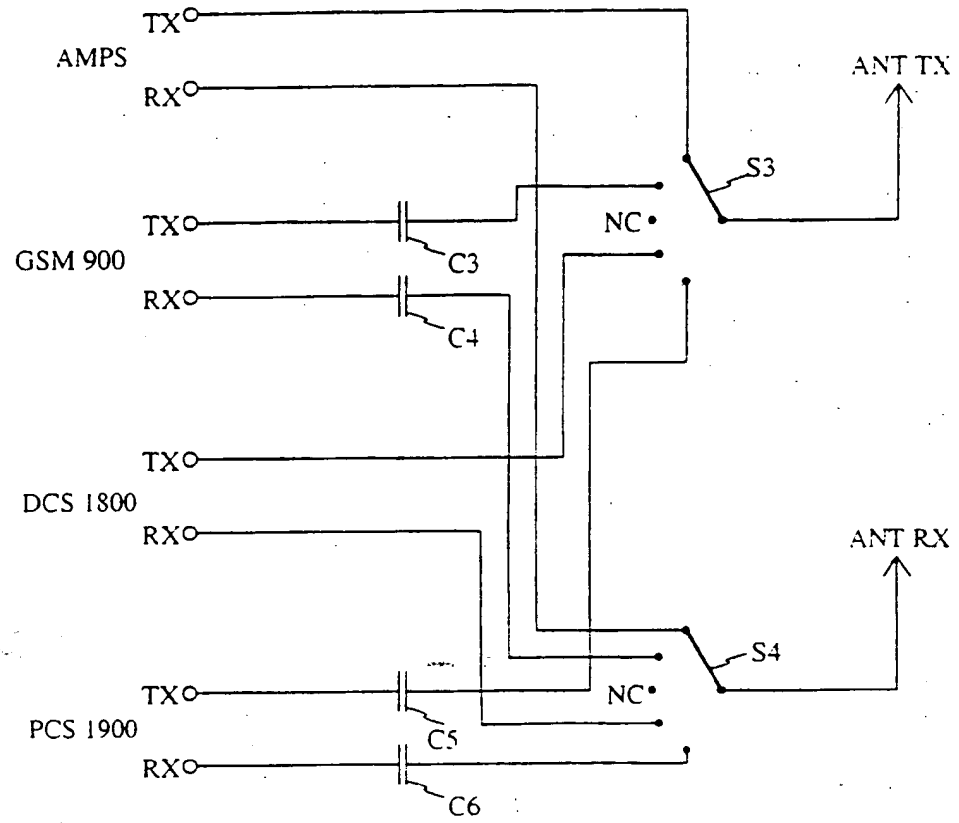 TX
AMPS
RX
ANT TX
S3
TX
NC
C3
GSM 900
RX
C4
TX
DCS 1800
RX
ANT RX
S4
TX
NC
C5
PCS 1900
RX
C6